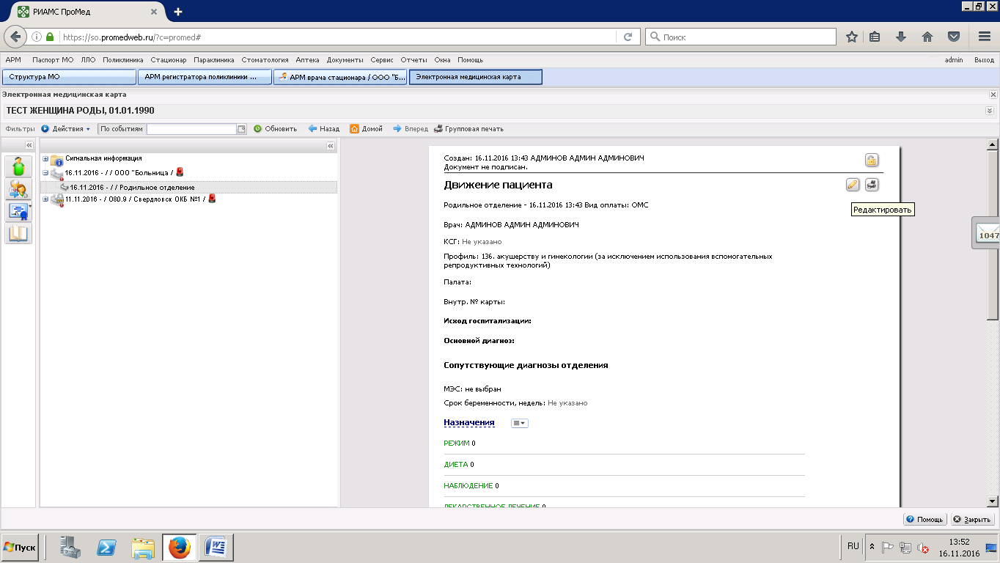 РИАМС ПроМед
https://so.promedweb.ru/?c=promed#
Поиск
АРМ Паспорт МО ЛЛО Поликлиника Стационар Параклиника Стоматология Аптека Документы Сервис Отчеты Окна Помощь admin Выход
Структура МО АРМ регистратора поликлиники ... АРМ врача стационара / ООО "Б... Электронная медицинская карта
Электронная медицинская карта
ТЕСТ ЖЕНЩИНА РОДЫ, 01.01.1990
Фильтры Действия По событиям Обновить Назад Домой Вперед Групповая печать
Сигнальная информация
16.11.2016 - / / ООО "Больница /
16.11.2016 - / / Родильное отделение
11.11.2016 - / O80.9 / Свердловск ОКБ №1 /
Создан: 16.11.2016 13:43 АДМИНОВ АДМИН АДМИНОВИЧ
Документ не подписан.
Движение пациента
Редактировать
Родильное отделение - 16.11.2016 13:43 Вид оплаты: ОМС
Врач: АДМИНОВ АДМИН АДМИНОВИЧ
1047
КСГ: Не указано
Профиль: 136. акушерству и гинекологии (за исключением использования вспомогательных
репродуктивных технологий)
Палата:
Внутр. № карты:
Исход госпитализации:
Основной диагноз:
Сопутствующие диагнозы отделения
МЭС: не выбран
Срок беременности, недель: Не указано
Назначения
РЕЖИМ 0
ДИЕТА 0
НАБЛЮДЕНИЕ 0
ЛЕКАРСТВЕННОЕ ЛЕЧЕНИЕ 0
Помощь Закрыть
Пуск
RU
13:52
16.11.2016